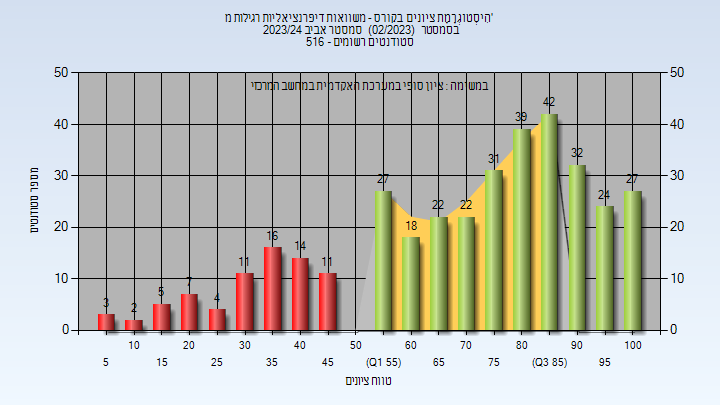 היסטוגרמת ציונים בקורס - משוואות דיפרנציאליות רגילות מ'
בסמסטר (02/2023) סמסטר אביב 2023/24
סטודנטים רשומים - 516
במשימה : ציון סופי במערכת האקדמית במחשב המרכזי
מספר סטודנטים
50 40 30 20 10 0
50 40 30 20 10 0
3 2 5 7 4 11 16 14 11 27 18 22 22 31 39 42 32 24 27
10 20 30 40 50 60 70 80 90 100
5 15 25 35 45 (Q1 55) 65 75 (Q3 85) 95
טווח ציונים